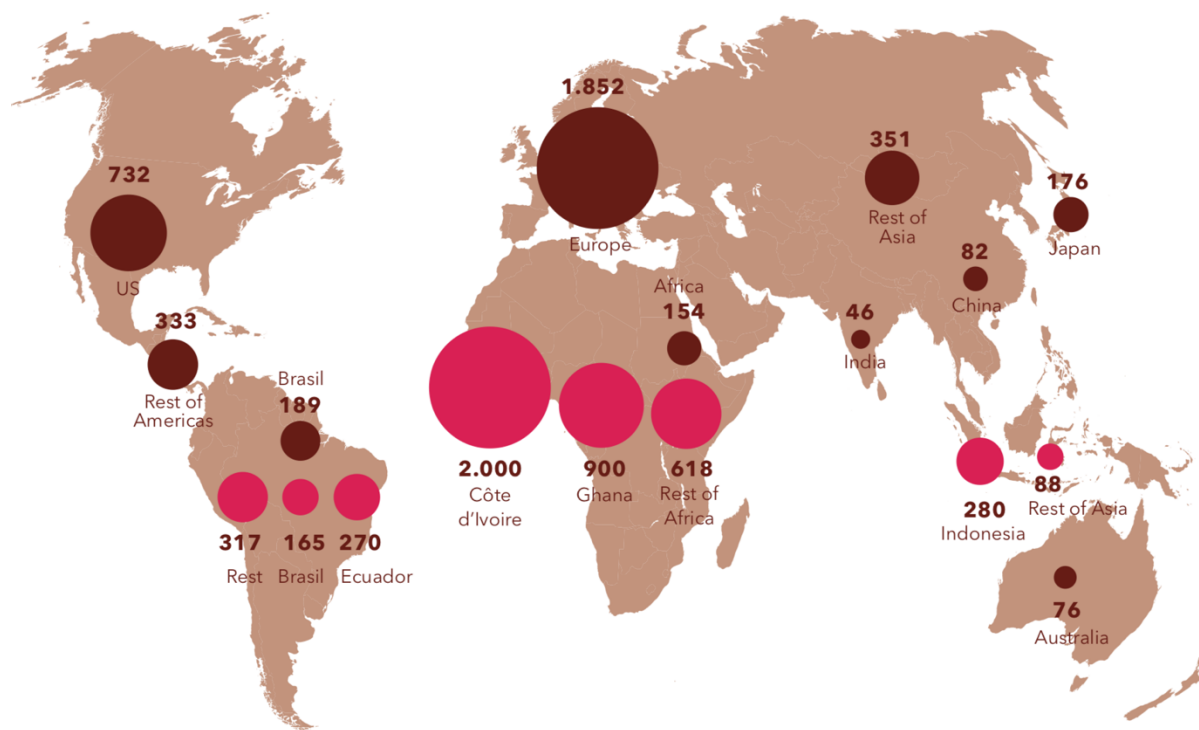 1.852
732
351
176
Rest of
Asia
Europe
Japan
82
US
Africa
China
333
154
46
India
Brasil
Rest of
Americas
189
2.000
900
618
88
Côte
d'Ivoire
Ghana
Rest of
Africa
Rest of Asia
280
Indonesia
317
165
270
Rest
Brasil
Ecuador
76
Australia